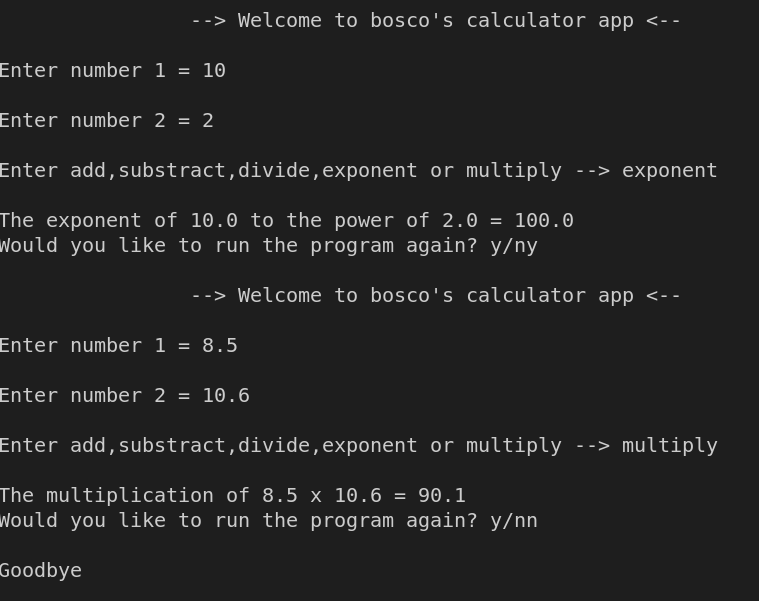 --> Welcome to bosco's calculator app <--
Enter number 1 = 10
Enter number 2 = 2
Enter add,substract,divide,exponent or multiply --> exponent
The exponent of 10.0 to the power of 2.0 = 100.0
Would you like to run the program again? y/ny
--> Welcome to bosco's calculator app <--
Enter number 1 = 8.5
Enter number 2 = 10.6
Enter add,substract,divide,exponent or multiply --> multiply
The multiplication of 8.5 x 10.6 = 90.1
Would you like to run the program again? y/nn
Goodbye